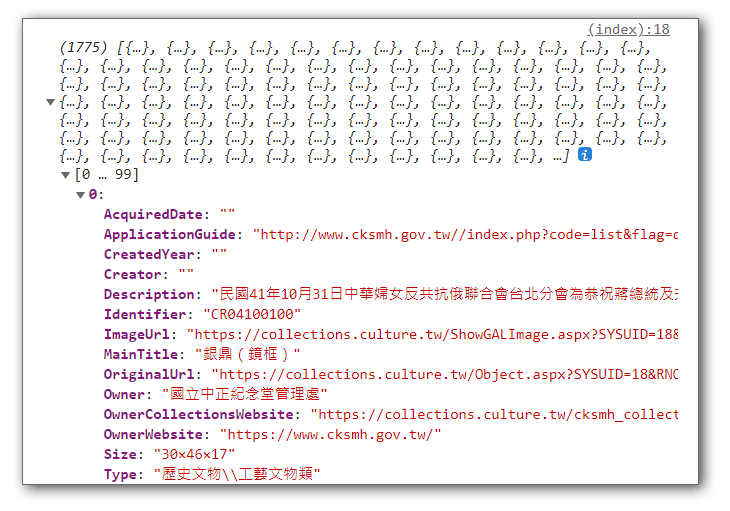 (index):18
(1775) [{…}, {…}, {…}, {…}, {…}, {…}, {…}, {…}, {…}, {…}, {…}, {…}, {…},
{…}, {…}, {…}, {…}, {…}, {…}, {…}, {…}, {…}, {…}, {…}, {…}, {…}, {…}, {…},
{…}, {…}, {…}, {…}, {…}, {…}, {…}, {…}, {…}, {…}, {…}, {…}, {…}, {…}, {…},
{…}, {…}, {…}, {…}, {…}, {…}, {…}, {…}, {…}, {…}, {…}, {…}, {…}, {…}, {…},
{…}, {…}, {…}, {…}, {…}, {…}, {…}, {…}, {…}, {…}, {…}, {…}, {…}, {…}, {…},
{…}, {…}, {…}, {…}, {…}, {…}, {…}, {…}, {…}, {…}, {…}, {…}, {…}, {…}, {…},
{…}, {…}, {…}, {…}, {…}, {…}, {…}, {…}, {…}, {…}, {…}, {…}, …] i
[0 … 99]
0:
AcquiredDate: ""
ApplicationGuide: "http://www.cksmh.gov.tw//index.php?code=list&flag=
CreatedYear: ""
Creator: ""
Description: "民國41年10月31日中華婦女反共抗俄聯合會台北分會為恭祝蔣總統及
Identifier: "CR04100100"
ImageUrl: "https://collections.culture.tw/ShowGALImage.aspx?SYSUID=18&
MainTitle: "銀鼎（鏡框）"
OriginalUrl: "https://collections.culture.tw/Object.aspx?SYSUID=18&RNO
Owner: "國立中正紀念堂管理處"
OwnerCollectionsWebsite: "https://collections.culture.tw/cksmh_collect
OwnerWebsite: "https://www.cksmh.gov.tw/"
Size: "30×46×17"
Type: "歷史文物\\工藝文物類"